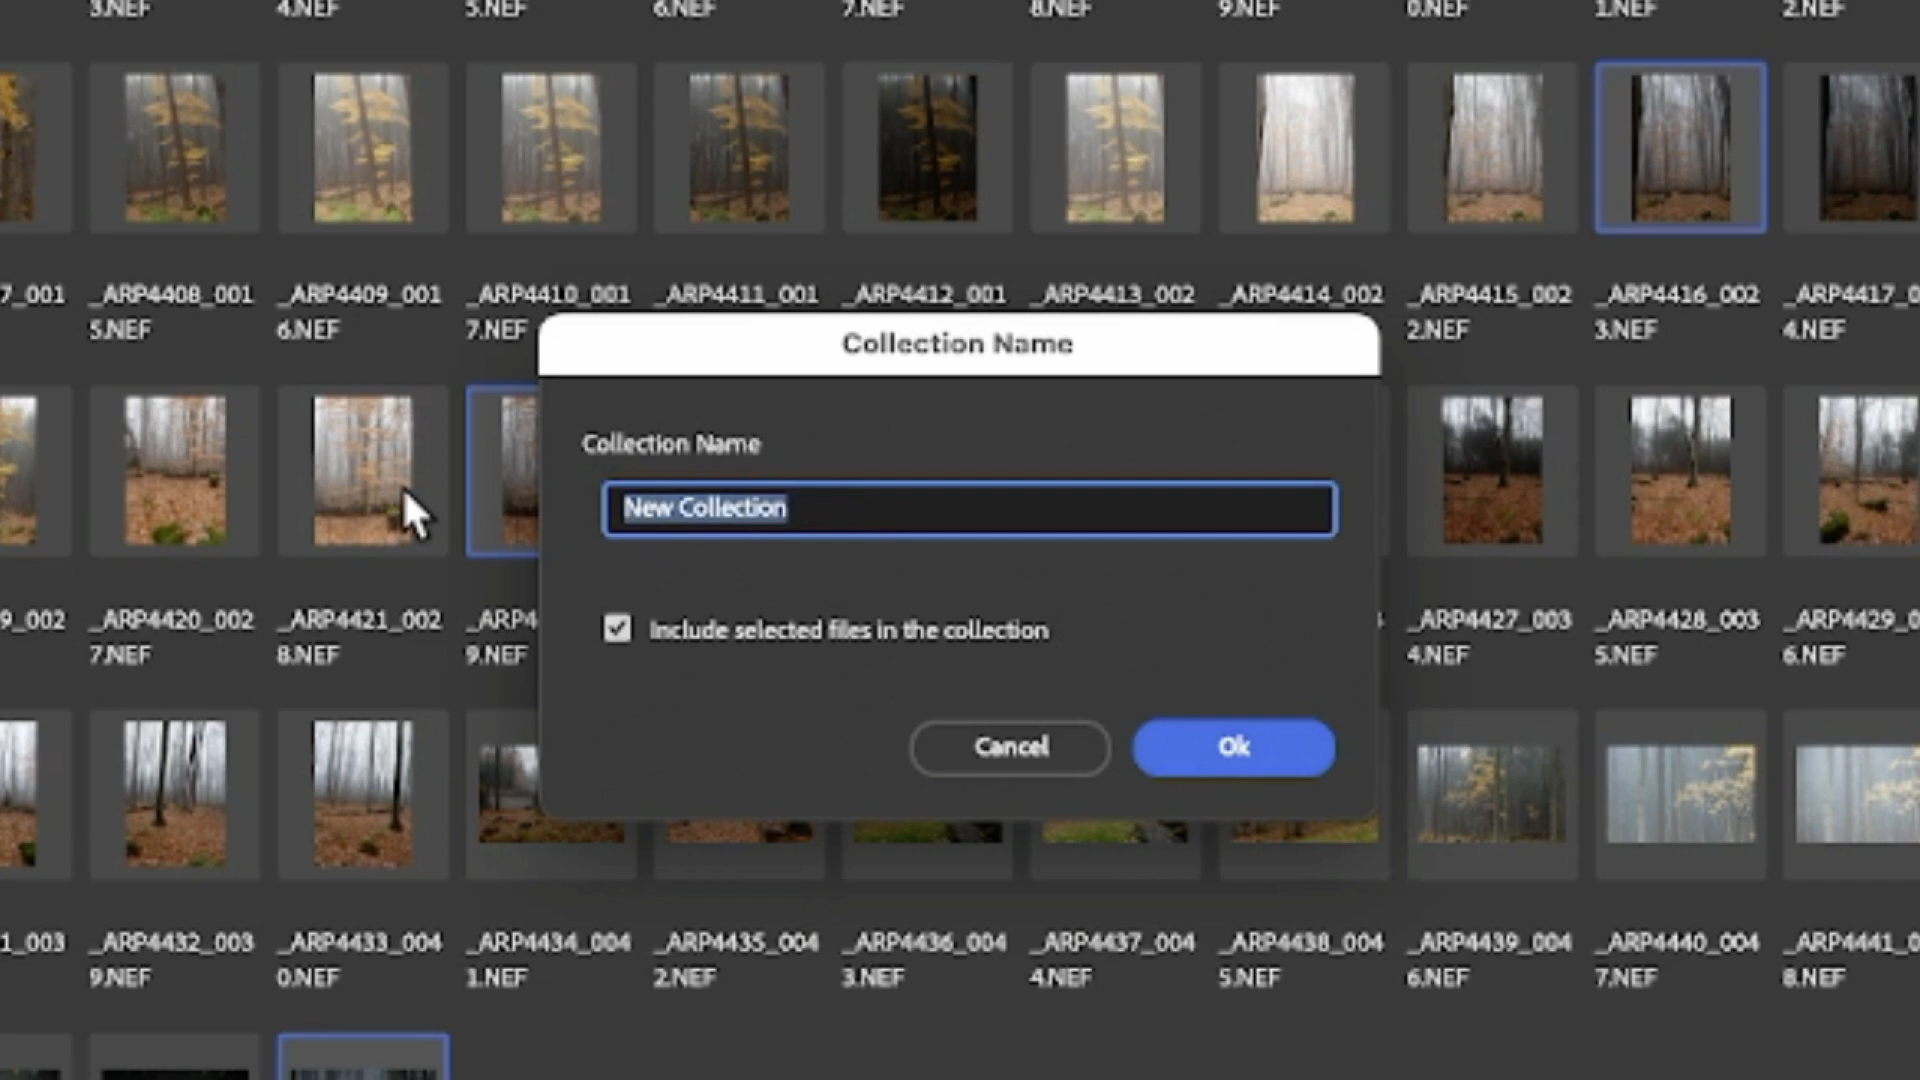 3.NEF 4.NEF 5.NEF 6.NEF 7.NEF 8.NEF 9.NEF 0.NEF 1.NEF 2.NEF
7_001 _ARP4408_001 _ARP4409_001 _ARP4410_001 _ARP4411_001 _ARP4412_001 _ARP4413_002 _ARP4414_002 _ARP4415_002 _ARP4416_002 _ARP4417_0
5.NEF 6.NEF 7.NEF 2.NEF 3.NEF 4.NEF
Collection Name
Collection Name
New Collection
Include selected files in the collection
9_002 _ARP4420_002 _ARP4421_002 _ARP4 _ARP4427_003 _ARP4428_003 _ARP4429_0
7.NEF 8.NEF 9.NEF 4.NEF 5.NEF 6.NEF
Cancel Ok
1_003 _ARP4432_003 _ARP4433_004 _ARP4434_004 _ARP4435_004 _ARP4436_004 _ARP4437_004 _ARP4438_004 _ARP4439_004 _ARP4440_004 _ARP4441_0
9.NEF 0.NEF 1.NEF 2.NEF 3.NEF 4.NEF 5.NEF 6.NEF 7.NEF 8.NEF